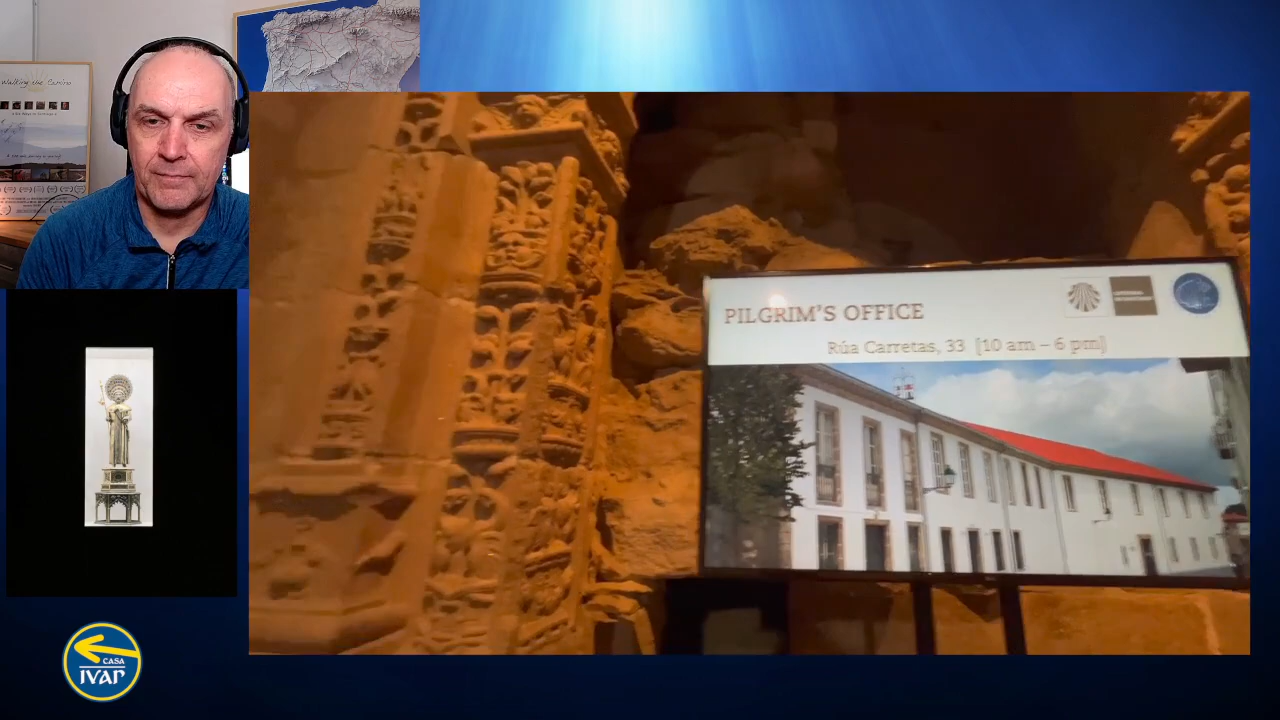 Walking the Camino
PILGRIM'S OFFICE
Rúa Carretas, 33 [10 am – 6 pm]
CASA
IVAR